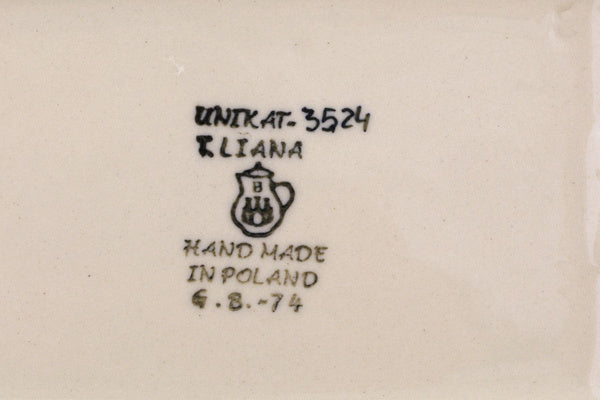 UNIKAT-3524
T. LIANA
B
HAND MADE
IN POLAND
G.B.-74